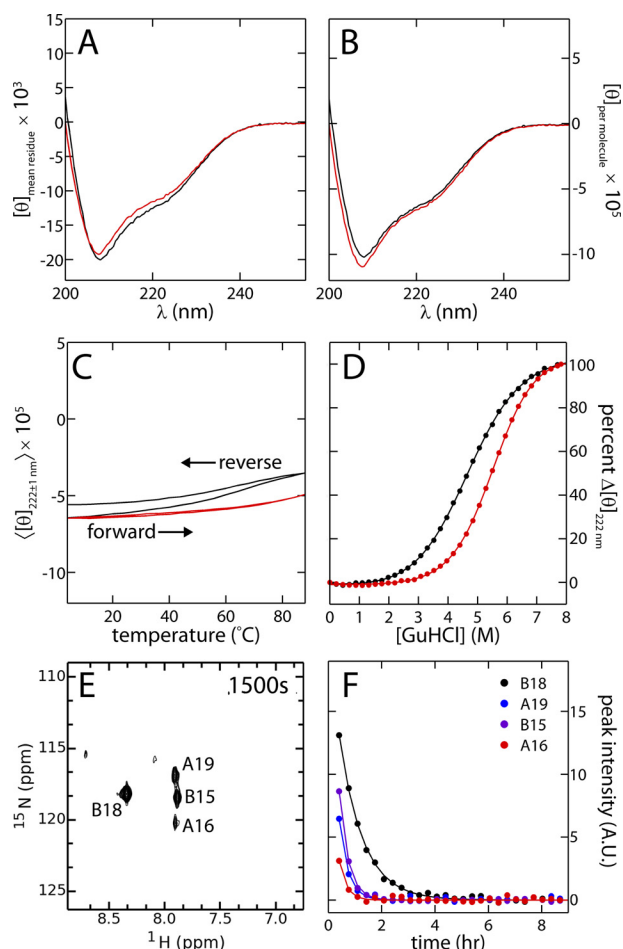 A
B
15
10
5
0
-5
-10
-15
-20
[θ]mean residue × 10³
5
0
-5
-10
[θ]per molecule × 10⁵
200 220 240
λ (nm)
200 220 240
λ (nm)
C
D
5
0
-5
-10
⟨[θ]222±1 nm⟩ × 10⁵
reverse
forward
20 40 60 80
temperature (°C)
100
80
60
40
20
0
percent Δ[θ]222 nm
0 1 2 3 4 5 6 7 8
[GuHCl] (M)
E
1500s
F
110
115
120
125
¹⁵N (ppm)
A19
B18
B15
A16
8.5 8.0 7.5 7.0
¹H (ppm)
B18
A19
B15
A16
15
10
5
0
peak intensity (A.U.)
0 2 4 6 8
time (hr)